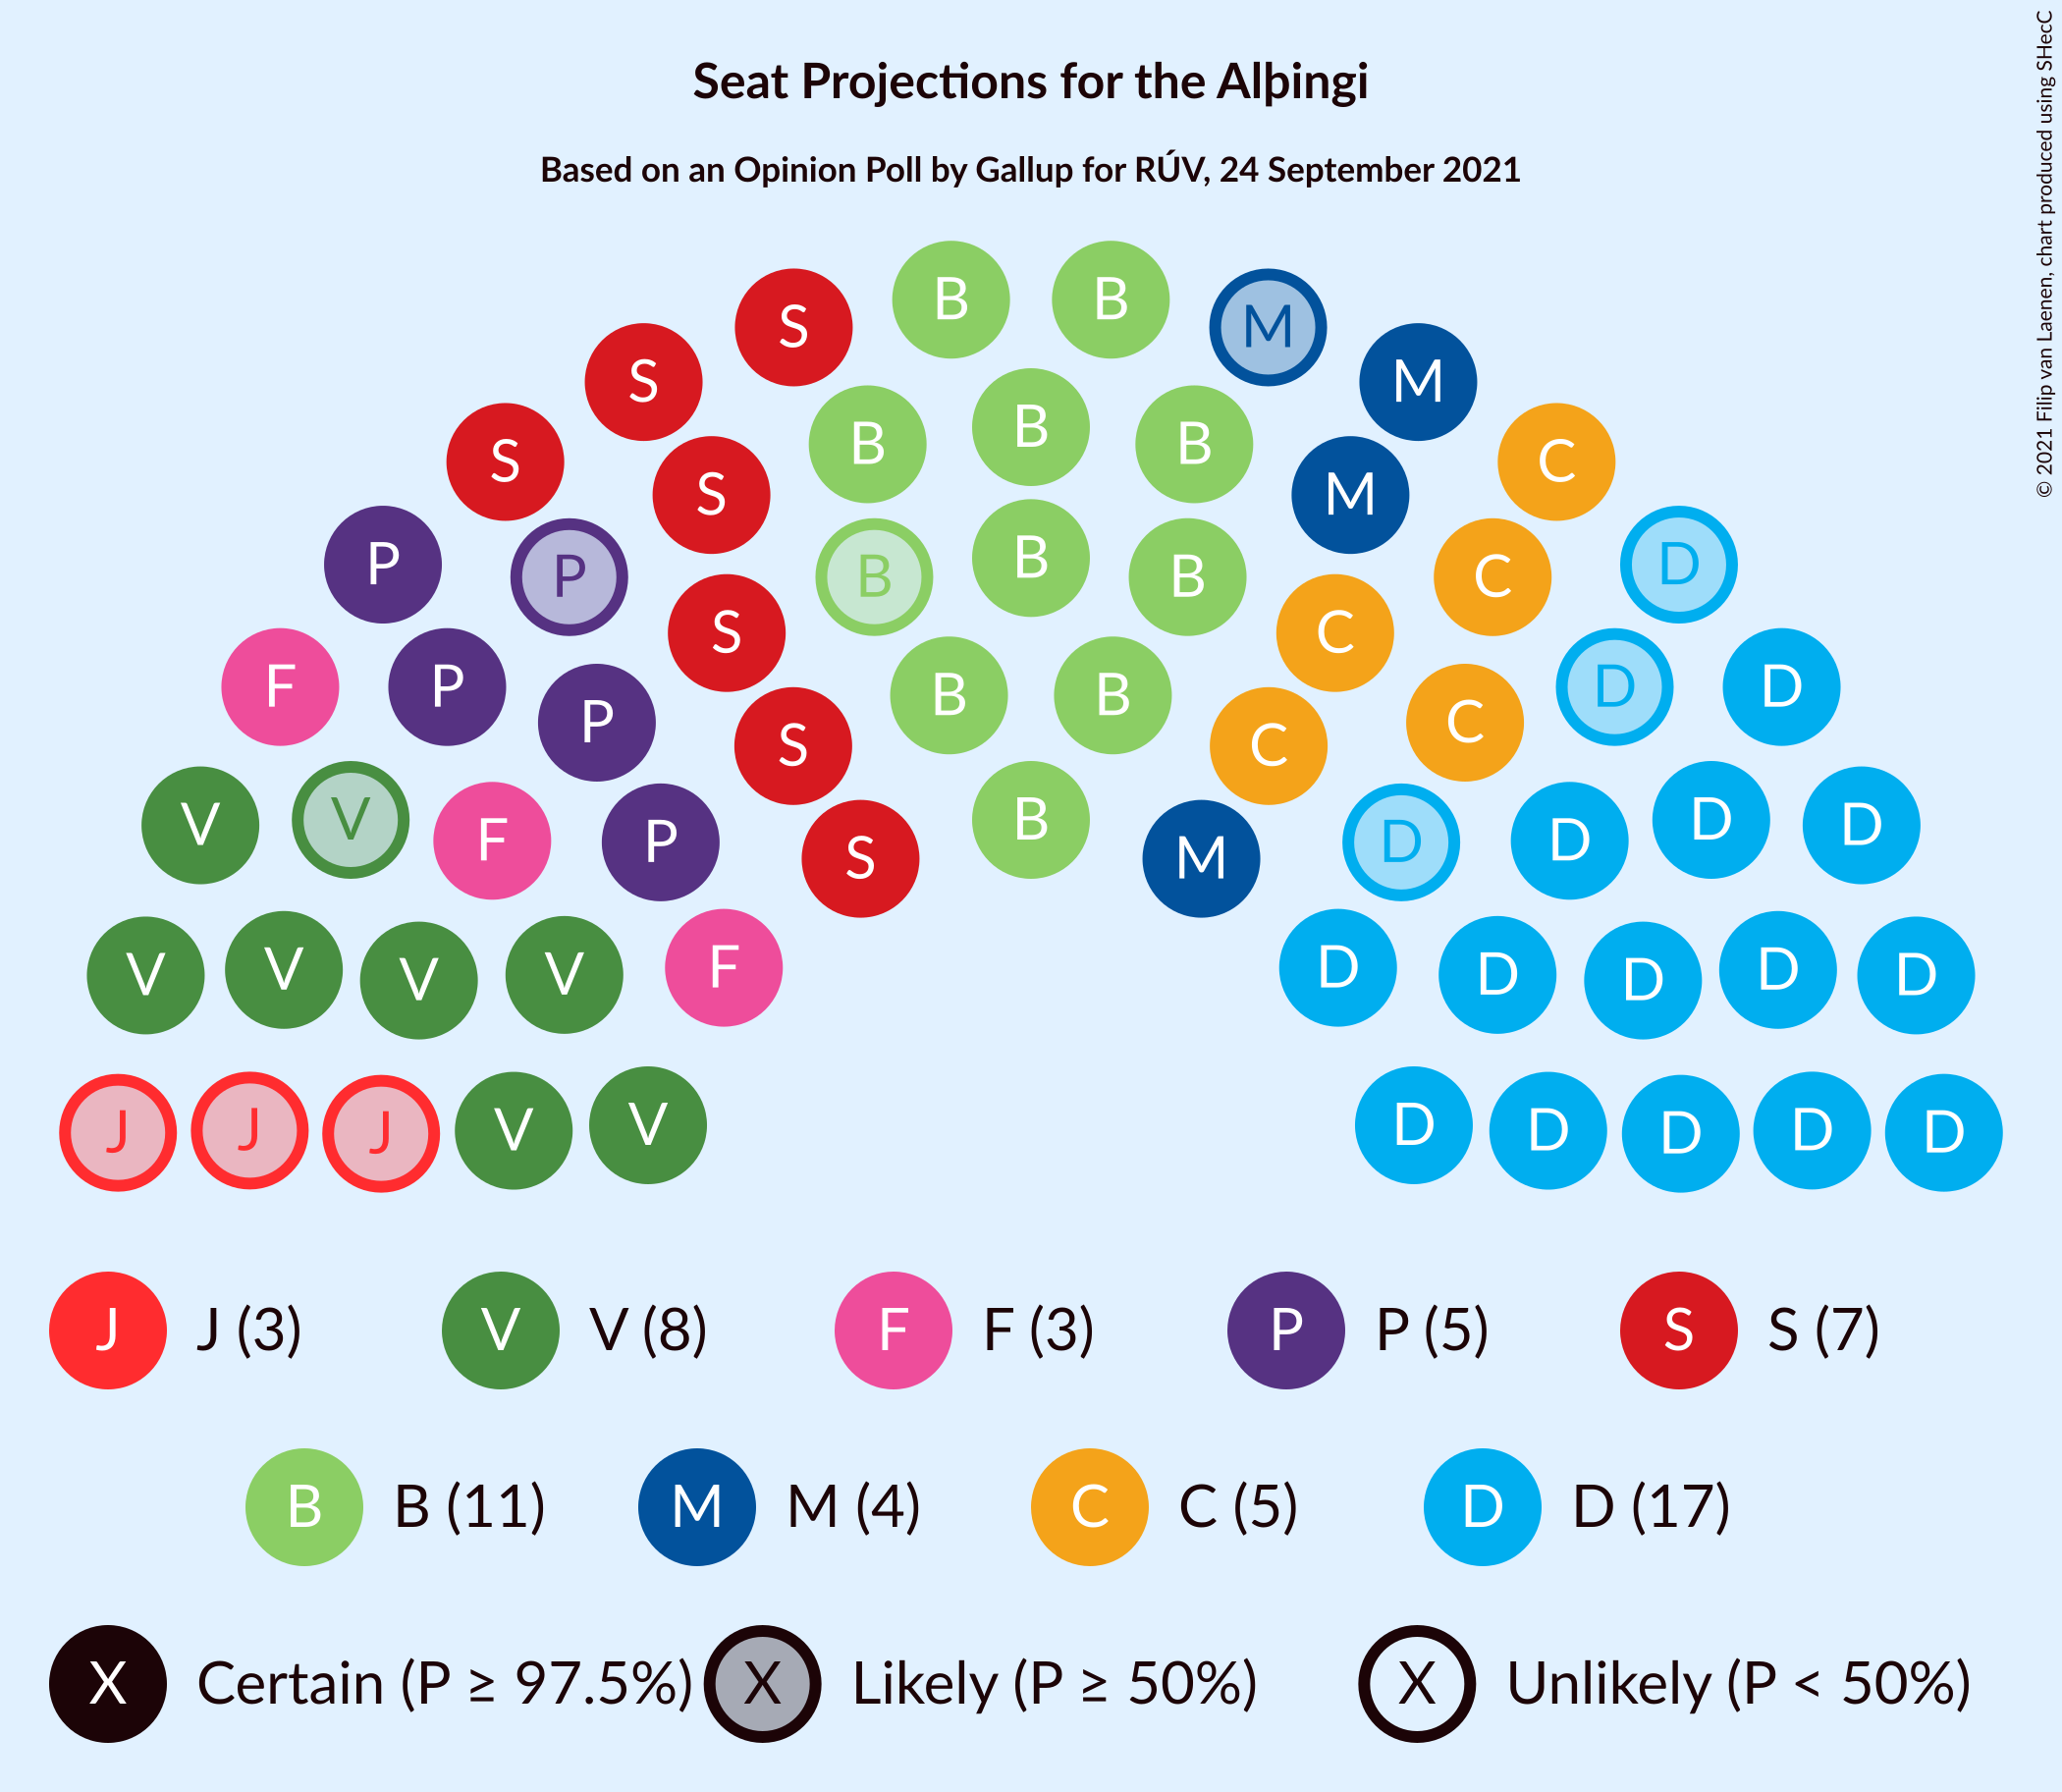 Seat Projections for the Alþingi
Based on an Opinion Poll by Gallup for RÚV, 24 September 2021
© 2021 Filip van Laenen, chart produced using SHecC
B B
S M
S M
S C
B
B B
S M
P D
P B B B C
S C
F P D D
P B B C
S C
V V F P B D D D D
S M
V V V V F D D D D D
J J J V V D D D D D
J J (3) V V (8) F F (3) P P (5) S S (7)
B B (11) M M (4) C C (5) D D (17)
X Certain (P ≥ 97.5%) X Likely (P ≥ 50%) X Unlikely (P < 50%)